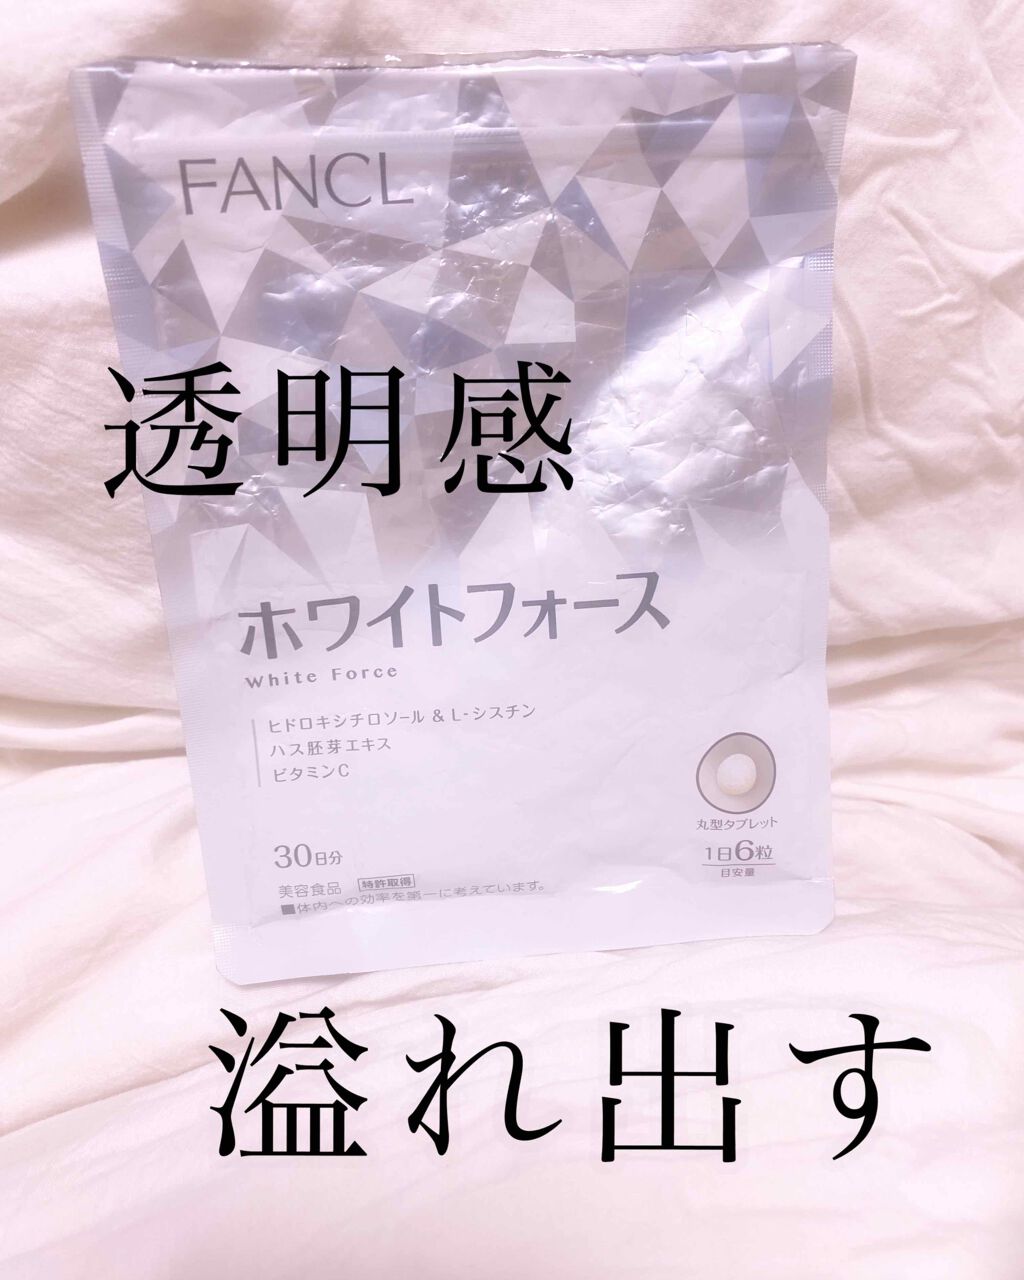 FANCL
透明感
ホワイトフォース
White Force
ヒドロキシチロソール & L-シスチン
ハス胚芽エキス
ビタミンC
丸型タブレット
1日6粒
目安量
30日分
美容食品 特許取得
■体内への効率を第一に考えています。
溢れ出す